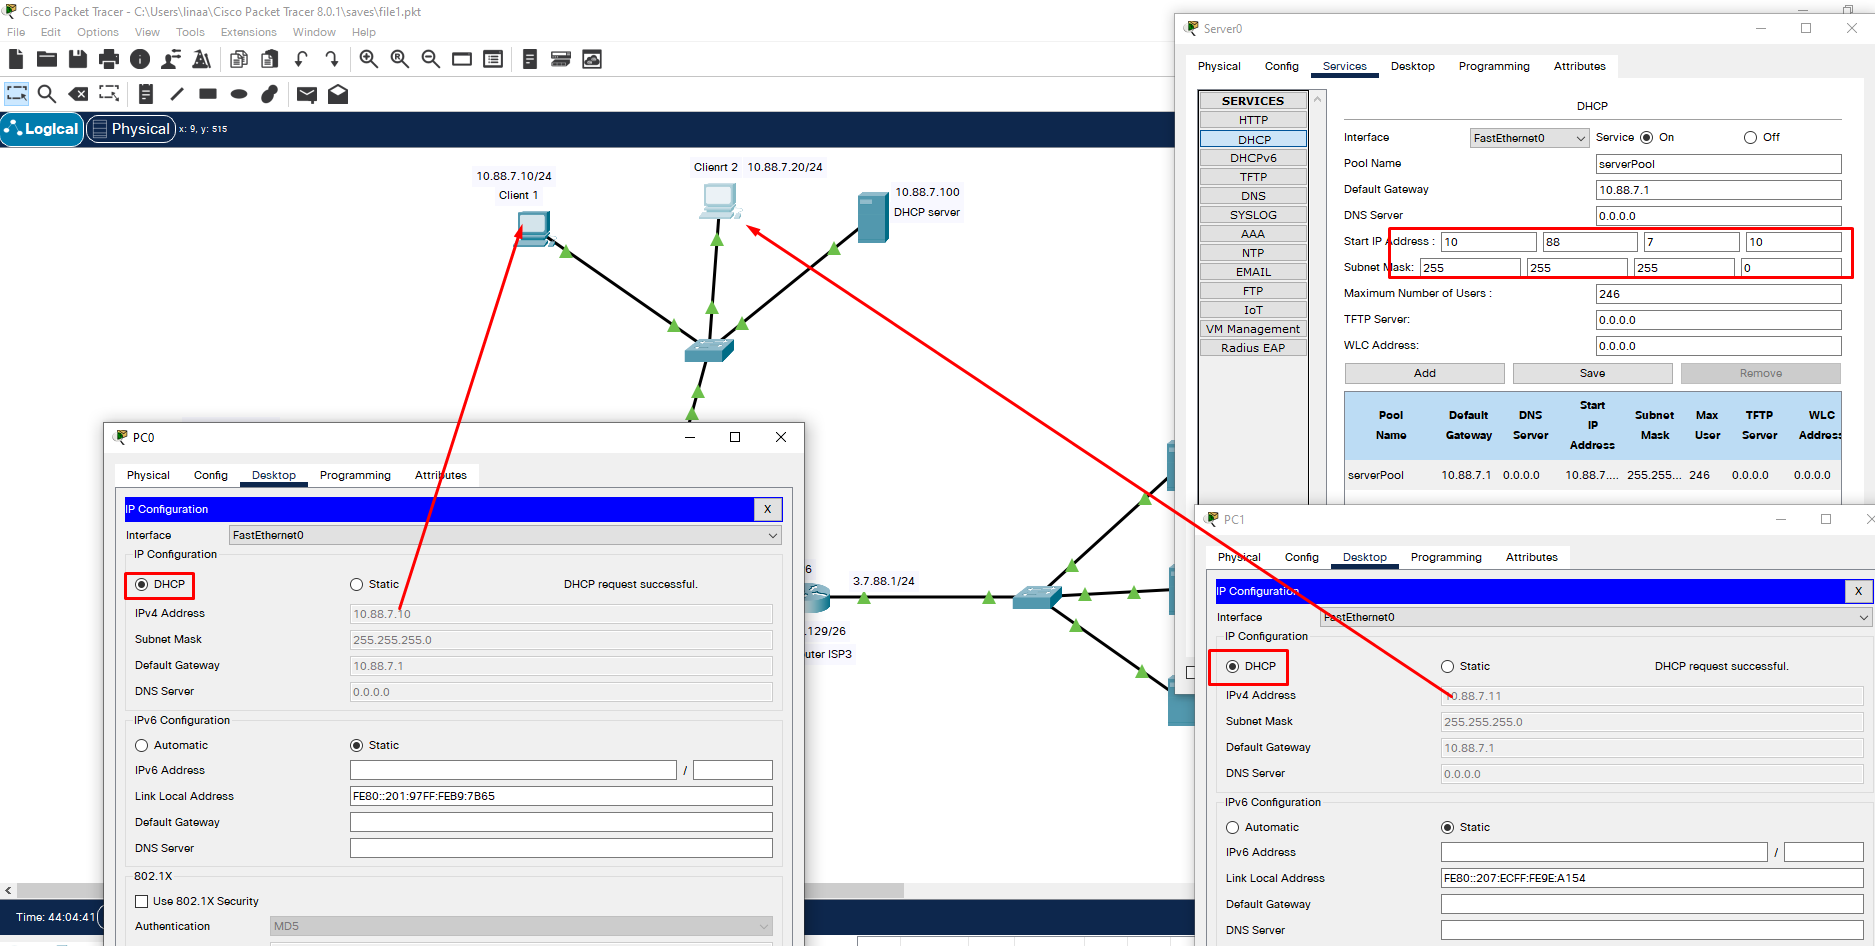 Cisco Packet Tracer - C:\Users\linaa\Cisco Packet Tracer 8.0.1\saves\file1.pkt
File Edit Options View Tools Extensions Window Help
Logical Physical x: 9, y: 515
10.88.7.10/24
Client 1
Clienrt 2 10.88.7.20/24
10.88.7.100
DHCP server
6
3.7.88.1/24
.129/26
uter ISP3
Time: 44:04:41
PC0
Physical Config Desktop Programming Attributes
IP Configuration X
Interface FastEthernet0
IP Configuration
DHCP Static DHCP request successful.
IPv4 Address 10.88.7.10
Subnet Mask 255.255.255.0
Default Gateway 10.88.7.1
DNS Server 0.0.0.0
IPv6 Configuration
Automatic Static
IPv6 Address /
Link Local Address FE80::201:97FF:FEB9:7B65
Default Gateway
DNS Server
802.1X
Use 802.1X Security
Authentication MD5
Server0
Physical Config Services Desktop Programming Attributes
SERVICES
HTTP
DHCP
DHCPv6
TFTP
DNS
SYSLOG
AAA
NTP
EMAIL
FTP
IoT
VM Management
Radius EAP
DHCP
Interface FastEthernet0 Service On Off
Pool Name serverPool
Default Gateway 10.88.7.1
DNS Server 0.0.0.0
Start IP Address : 10 88 7 10
Subnet Mask: 255 255 255 0
Maximum Number of Users : 246
TFTP Server: 0.0.0.0
WLC Address: 0.0.0.0
Add Save Remove
Pool Name Default Gateway DNS Server Start IP Address Subnet Mask Max User TFTP Server WLC Address
serverPool 10.88.7.1 0.0.0.0 10.88.7.... 255.255... 246 0.0.0.0 0.0.0.0
PC1
Physical Config Desktop Programming Attributes
IP Configuration X
Interface FastEthernet0
IP Configuration
DHCP Static DHCP request successful.
IPv4 Address 10.88.7.11
Subnet Mask 255.255.255.0
Default Gateway 10.88.7.1
DNS Server 0.0.0.0
IPv6 Configuration
Automatic Static
IPv6 Address /
Link Local Address FE80::207:ECFF:FE9E:A154
Default Gateway
DNS Server